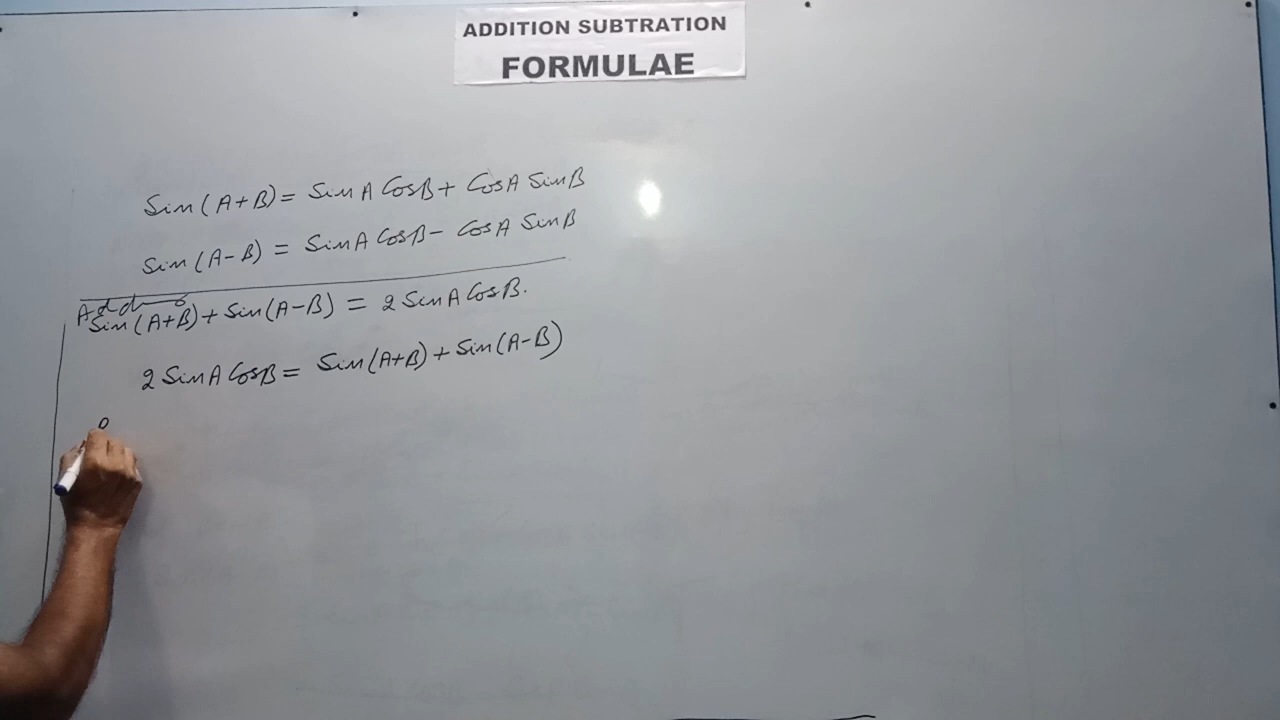 ADDITION SUBTRATION
FORMULAE
Sin(A+B) = SinA CosB + CosA SinB
Sin(A-B) = SinA CosB - CosA SinB
Adding
Sin(A+B) + Sin(A-B) = 2 SinA CosB.
2 SinA CosB = Sin(A+B) + Sin(A-B)